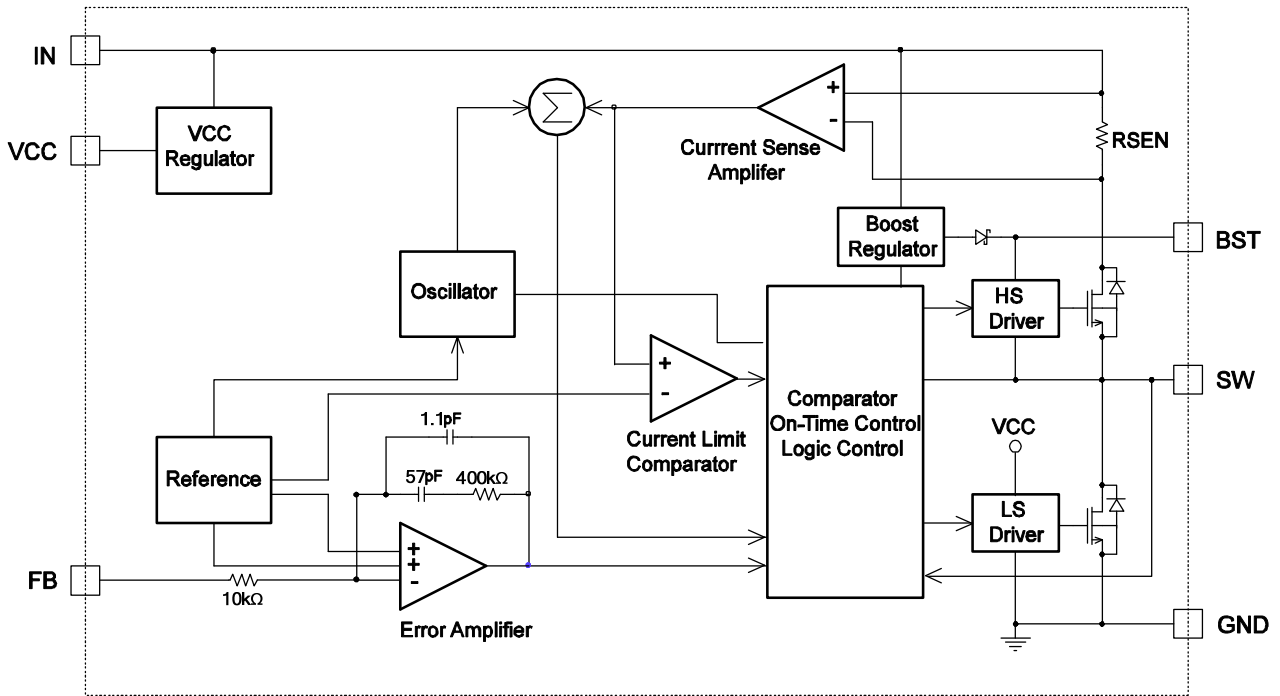 IN
VCC
VCC
Regulator
Σ
+
-
Currrent Sense
Amplifer
RSEN
Boost
Regulator
BST
Oscillator
HS
Driver
+
-
Current Limit
Comparator
Comparator
On-Time Control
Logic Control
SW
VCC
1.1pF
57pF
400kΩ
Reference
LS
Driver
+
+
-
FB
10kΩ
Error Amplifier
GND